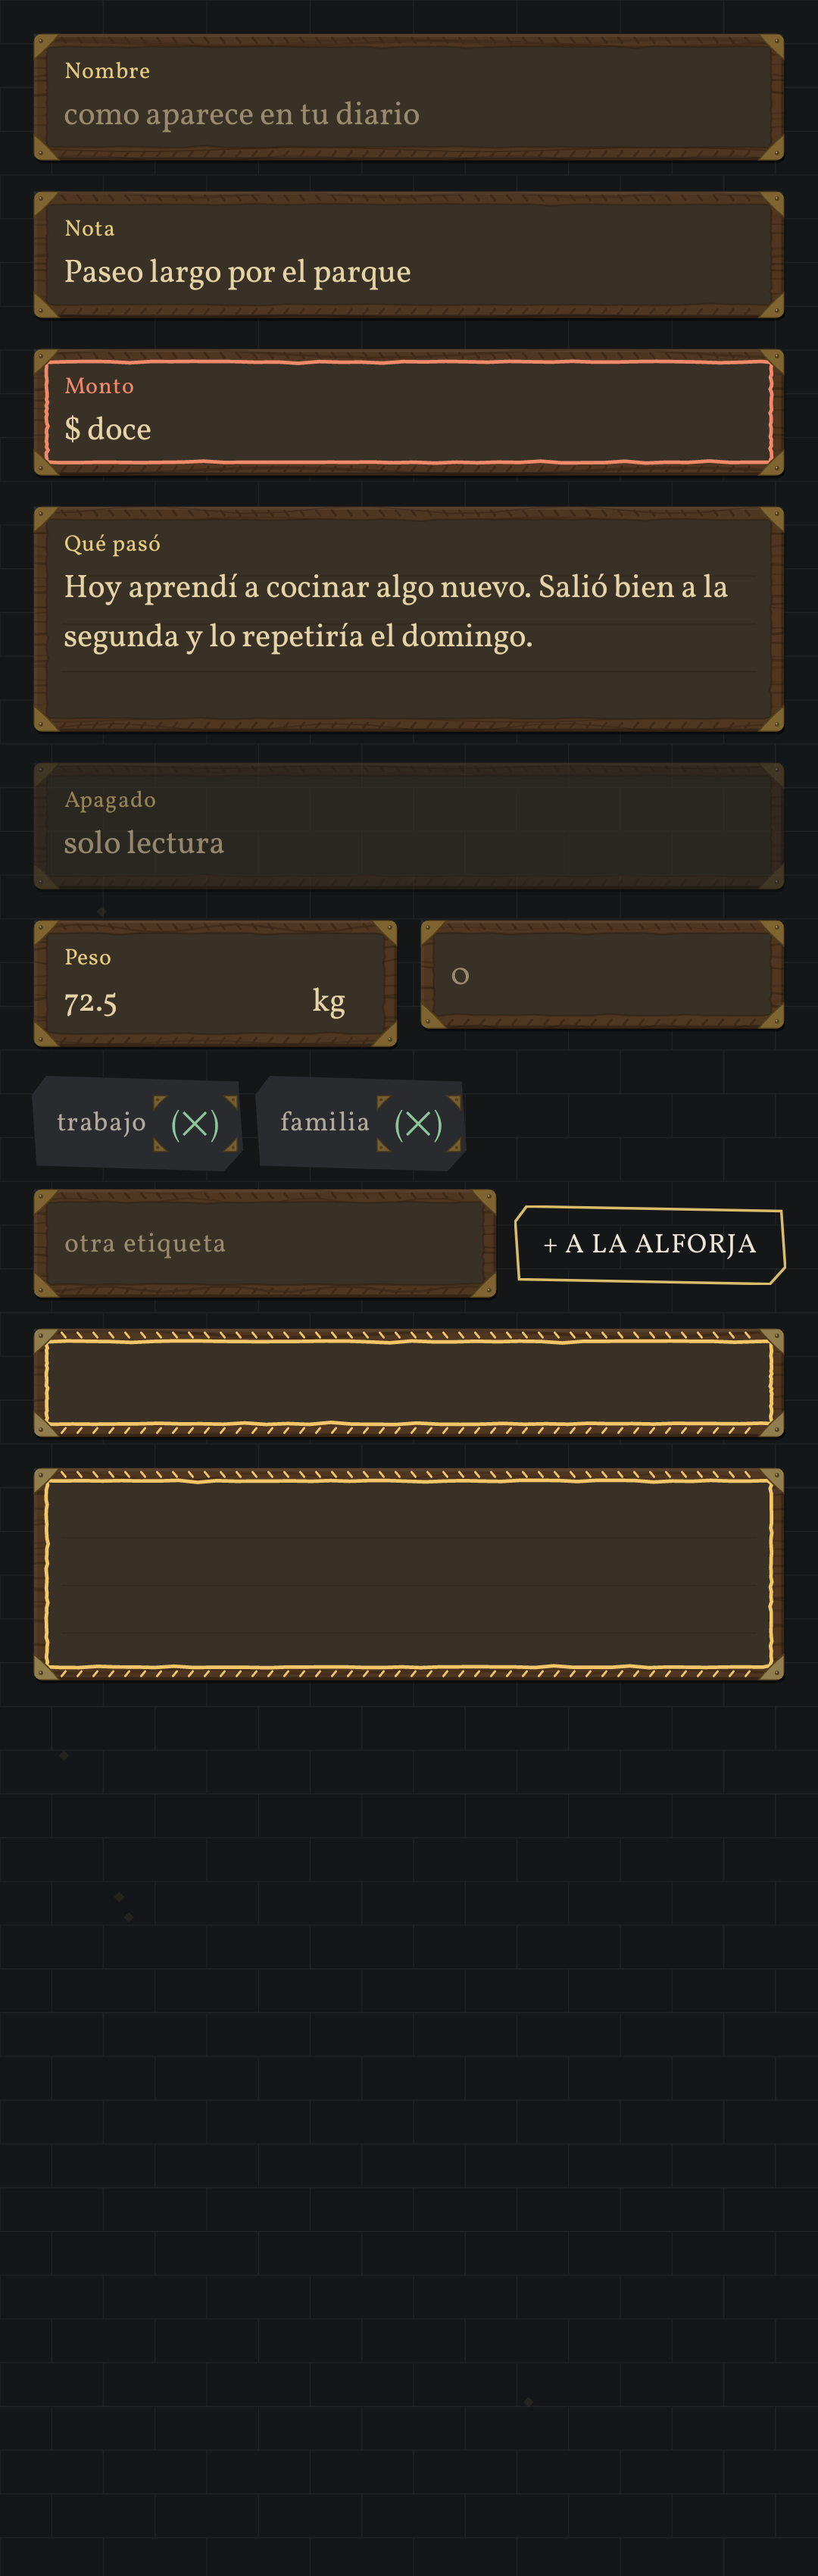 Nombre
como aparece en tu diario
Nota
Paseo largo por el parque
Monto
$ doce
Qué pasó
Hoy aprendí a cocinar algo nuevo. Salió bien a la
segunda y lo repetiría el domingo.
Apagado
solo lectura
Peso
72.5 kg
0
trabajo (×) familia (×)
otra etiqueta + A LA ALFORJA